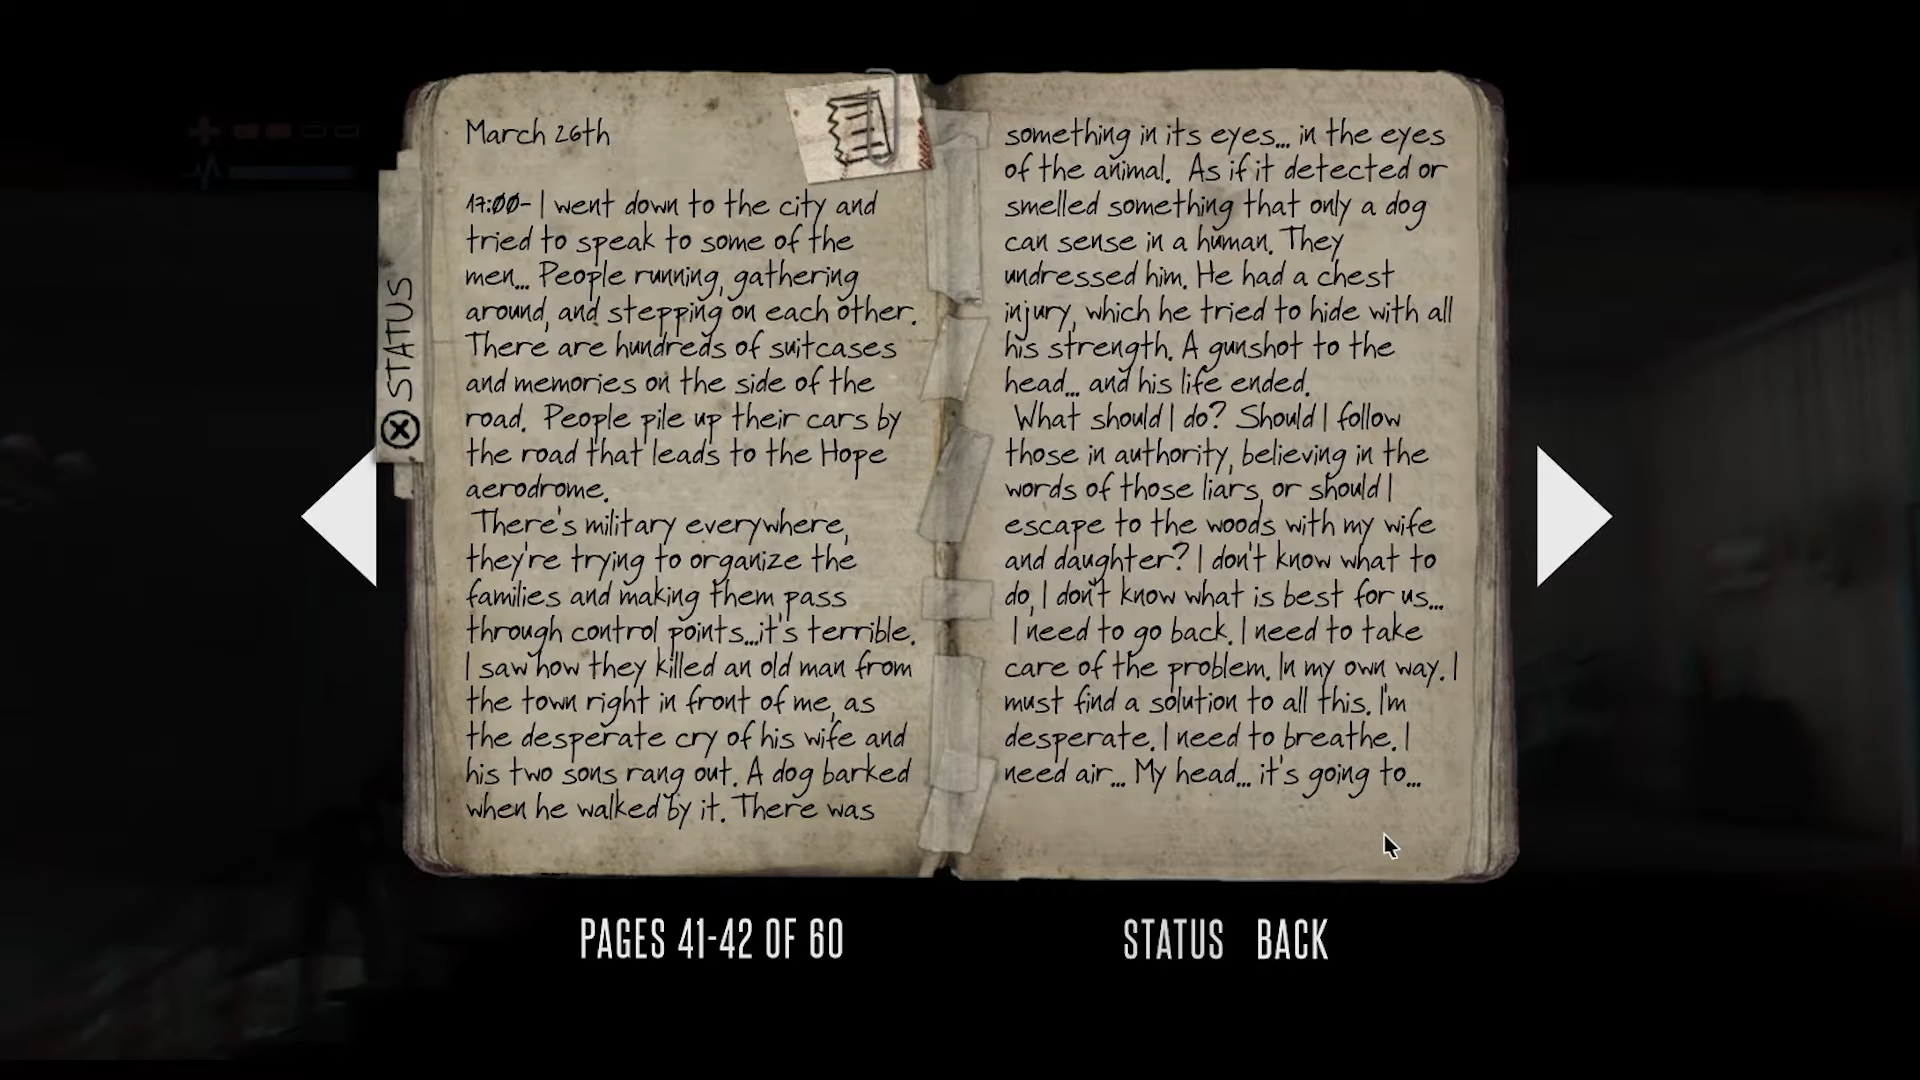 March 26th
17:00- I went down to the city and
tried to speak to some of the
men... People running, gathering
around, and stepping on each other.
There are hundreds of suitcases
and memories on the side of the
road. People pile up their cars by
the road that leads to the Hope
aerodrome.
There's military everywhere,
they're trying to organize the
families and making them pass
through control points...it's terrible.
I saw how they killed an old man from
the town right in front of me, as
the desperate cry of his wife and
his two sons rang out. A dog barked
when he walked by it. There was
something in its eyes... in the eyes
of the animal. As if it detected or
smelled something that only a dog
can sense in a human. They
undressed him. He had a chest
injury, which he tried to hide with all
his strength. A gunshot to the
head... and his life ended.
What should I do? Should I follow
those in authority, believing in the
words of those liars, or should I
escape to the woods with my wife
and daughter? I don't know what to
do, I don't know what is best for us...
I need to go back. I need to take
care of the problem. In my own way. I
must find a solution to all this. I'm
desperate. I need to breathe. I
need air... My head... it's going to...
STATUS
PAGES 41-42 OF 60
STATUS BACK